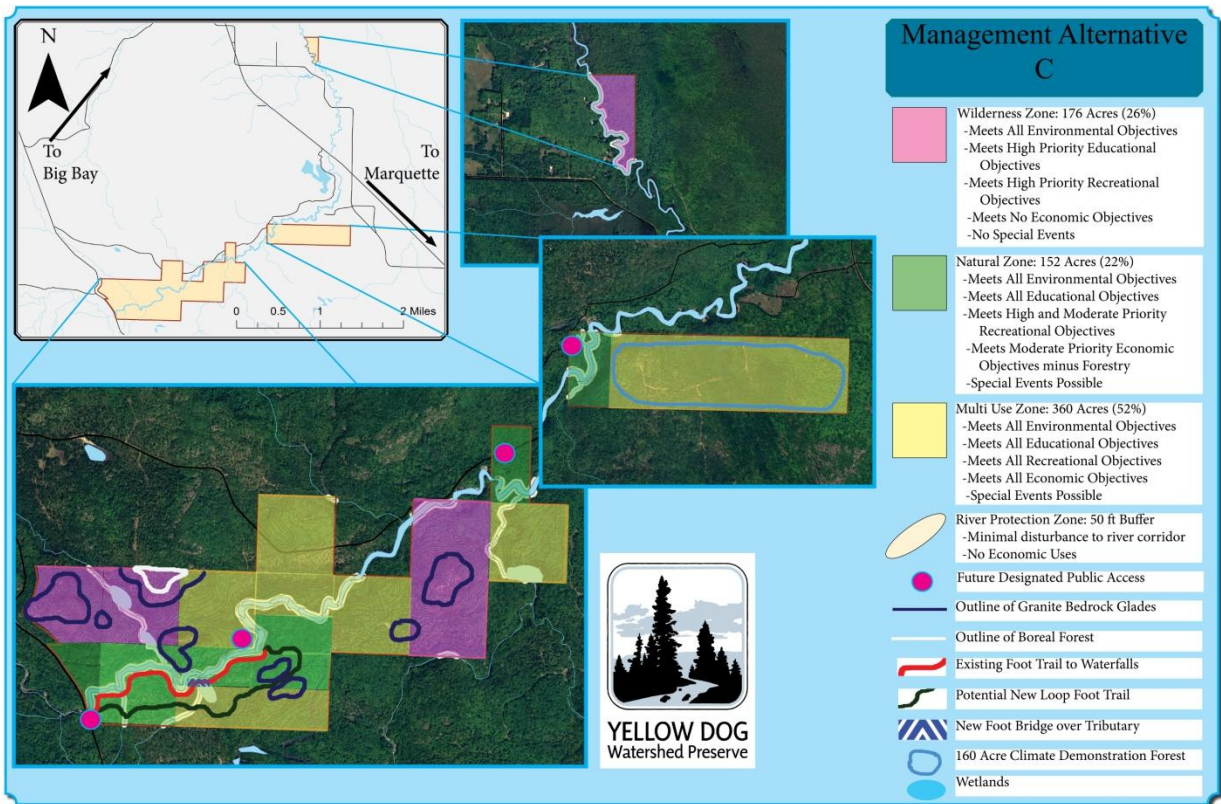 N
To
Big Bay
To
Marquette
0 0.5 1 2 Miles
Management Alternative
C
Wilderness Zone: 176 Acres (26%)
-Meets All Environmental Objectives
-Meets High Priority Educational
Objectives
-Meets High Priority Recreational
Objectives
-Meets No Economic Objectives
-No Special Events
Natural Zone: 152 Acres (22%)
-Meets All Environmental Objectives
-Meets All Educational Objectives
-Meets High and Moderate Priority
Recreational Objectives
-Meets Moderate Priority Economic
Objectives minus Forestry
-Special Events Possible
Multi Use Zone: 360 Acres (52%)
-Meets All Environmental Objectives
-Meets All Educational Objectives
-Meets All Recreational Objectives
-Meets All Economic Objectives
-Special Events Possible
River Protection Zone: 50 ft Buffer
-Minimal disturbance to river corridor
-No Economic Uses
Future Designated Public Access
Outline of Granite Bedrock Glades
Outline of Boreal Forest
Existing Foot Trail to Waterfalls
Potential New Loop Foot Trail
New Foot Bridge over Tributary
160 Acre Climate Demonstration Forest
Wetlands
YELLOW DOG
Watershed Preserve